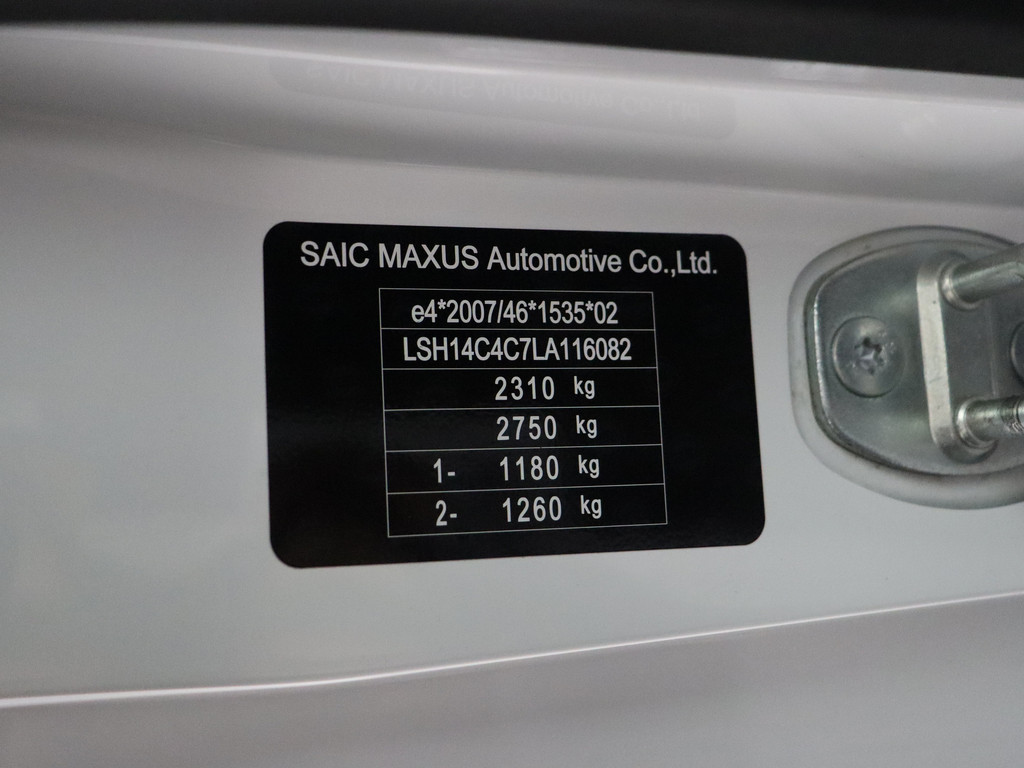 SAIC MAXUS Automotive Co.,Ltd.
e4*2007/46*1535*02
LSH14C4C7LA116082
2310 kg
2750 kg
1- 1180 kg
2- 1260 kg